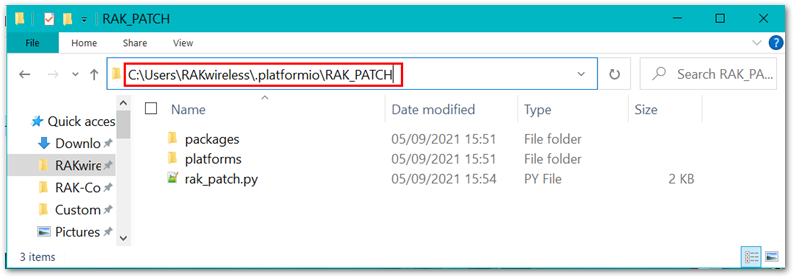 RAK_PATCH
File Home Share View
C:\Users\RAKwireless\.platformio\RAK_PATCH
Search RAK_PA...
Name Date modified Type Size
Quick access
Downlo
RAKwire
RAK-Co
Custom
Pictures
packages 05/09/2021 15:51 File folder
platforms 05/09/2021 15:51 File folder
rak_patch.py 05/09/2021 15:54 PY File 2 KB
3 items